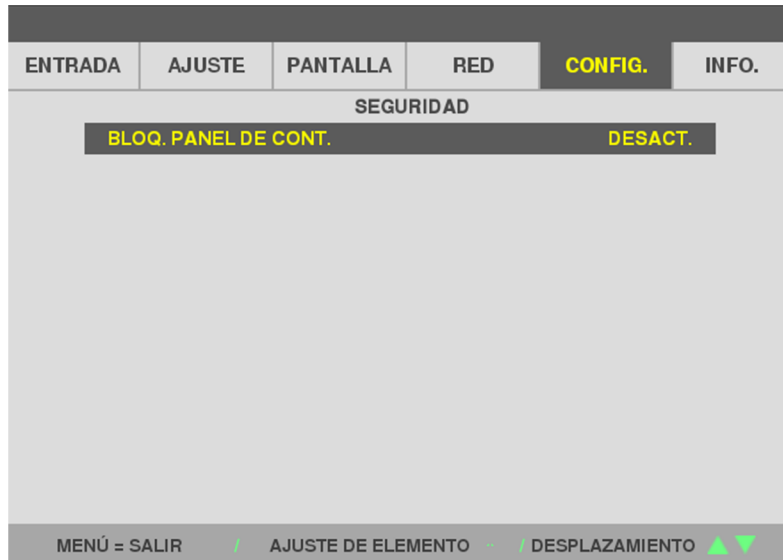 ENTRADA AJUSTE PANTALLA RED CONFIG. INFO.
SEGURIDAD
BLOQ. PANEL DE CONT. DESACT.
MENÚ = SALIR / AJUSTE DE ELEMENTO / DESPLAZAMIENTO ▲▼